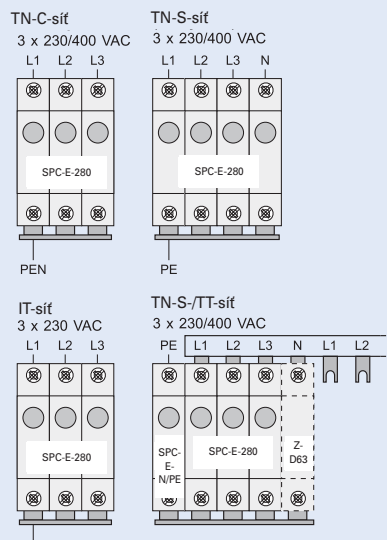 TN-C-síť
3 x 230/400 VAC
L1 L2 L3
SPC-E-280
PEN
TN-S-síť
3 x 230/400 VAC
L1 L2 L3 N
SPC-E-280
PE
IT-síť
3 x 230 VAC
L1 L2 L3
SPC-E-280
TN-S-/TT-síť
3 x 230/400 VAC
PE L1 L2 L3 N L1 L2
SPC-
E-
N/PE
SPC-E-280
Z-
D63